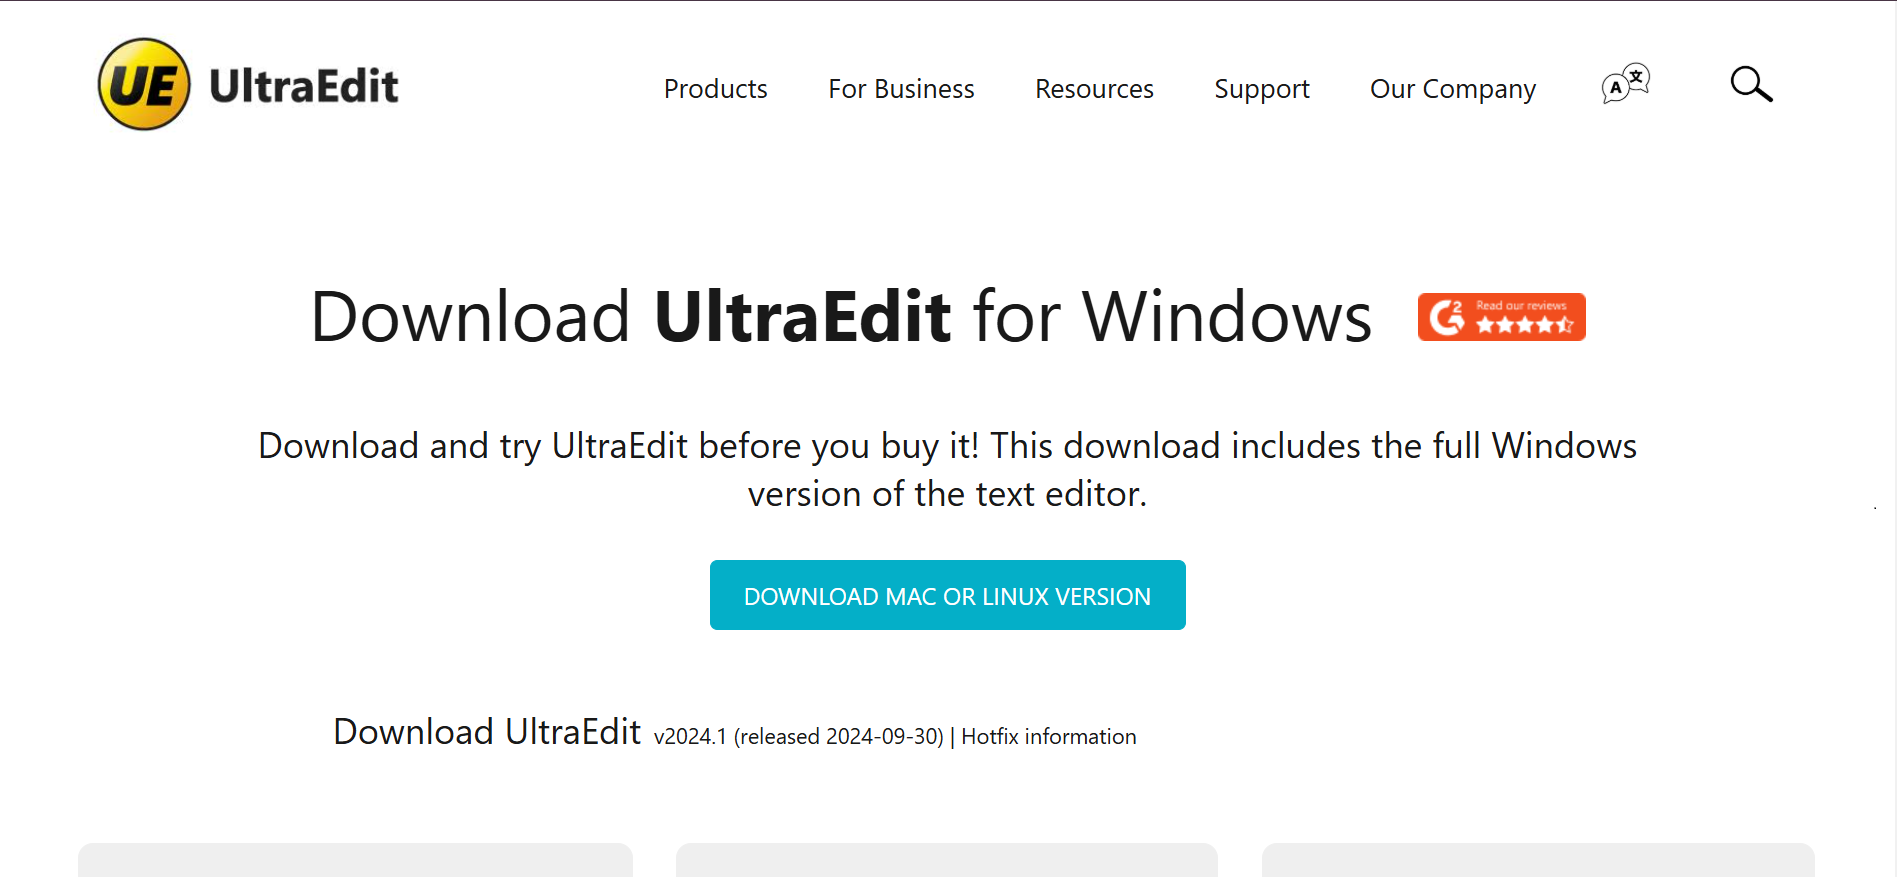 UE UltraEdit
Products For Business Resources Support Our Company A 文
Download UltraEdit for Windows
G2 Read our reviews
Download and try UltraEdit before you buy it! This download includes the full Windows
version of the text editor.
DOWNLOAD MAC OR LINUX VERSION
Download UltraEdit v2024.1 (released 2024-09-30) | Hotfix information